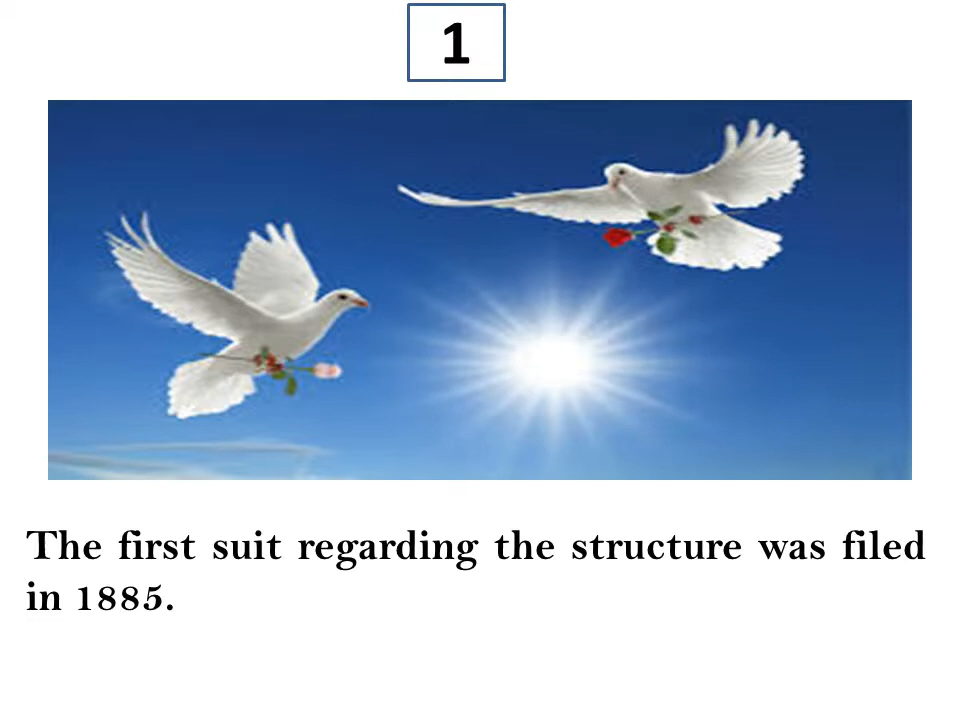 1
The first suit regarding the structure was filed
in 1885.